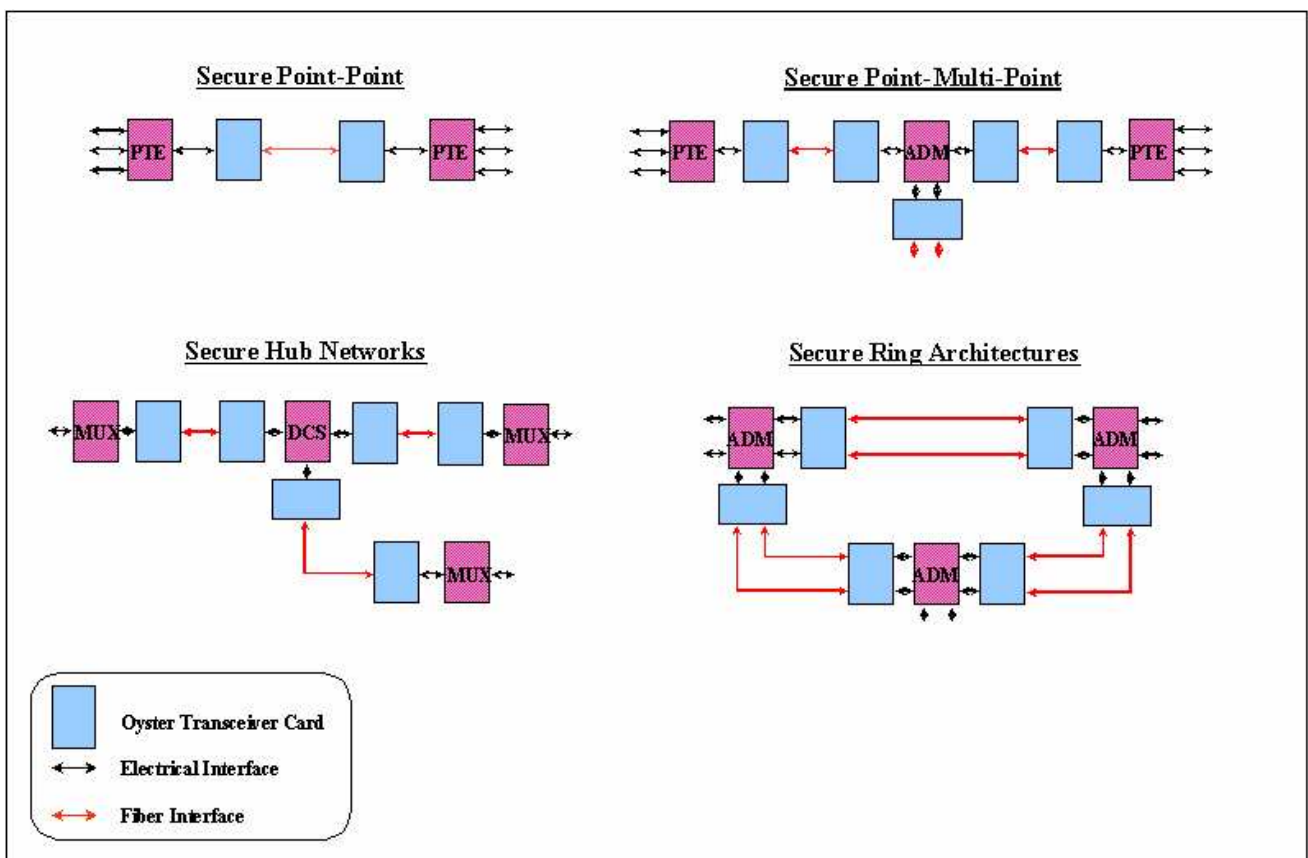 Secure Point-Point
PTE
PTE
Secure Point-Multi-Point
PTE
ADM
PTE
Secure Hub Networks
MUX
DCS
MUX
MUX
Secure Ring Architectures
ADM
ADM
ADM
Oyster Transceiver Card
Electrical Interface
Fiber Interface